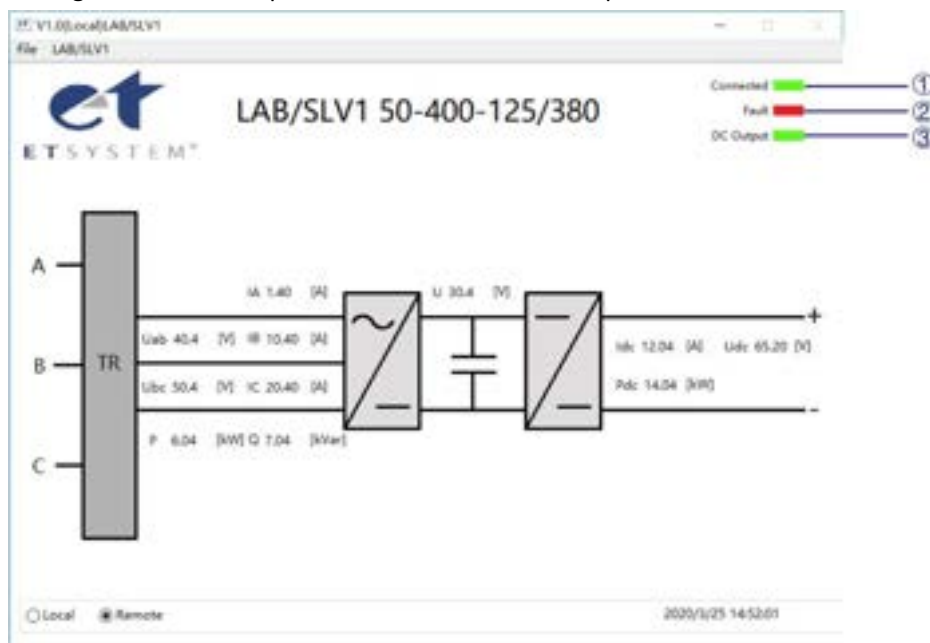 V1.0(Local)LAB/SLV1
File LAB/SLV1
et
ETSYSTEM
LAB/SLV1 50-400-125/380
Connected ①
Fault ②
DC Output ③
A
IA 1.40 [A] U 30.4 [V]
+
Uab 40.4 [V] IB 10.40 [A] Idc 12.04 [A] Udc 65.20 [V]
B TR
Ubc 50.4 [V] IC 20.40 [A] Pdc 14.04 [kW]
-
P 6.04 [kW] Q 7.04 [kVar]
C
Local Remote 2020/3/25 14:52:01